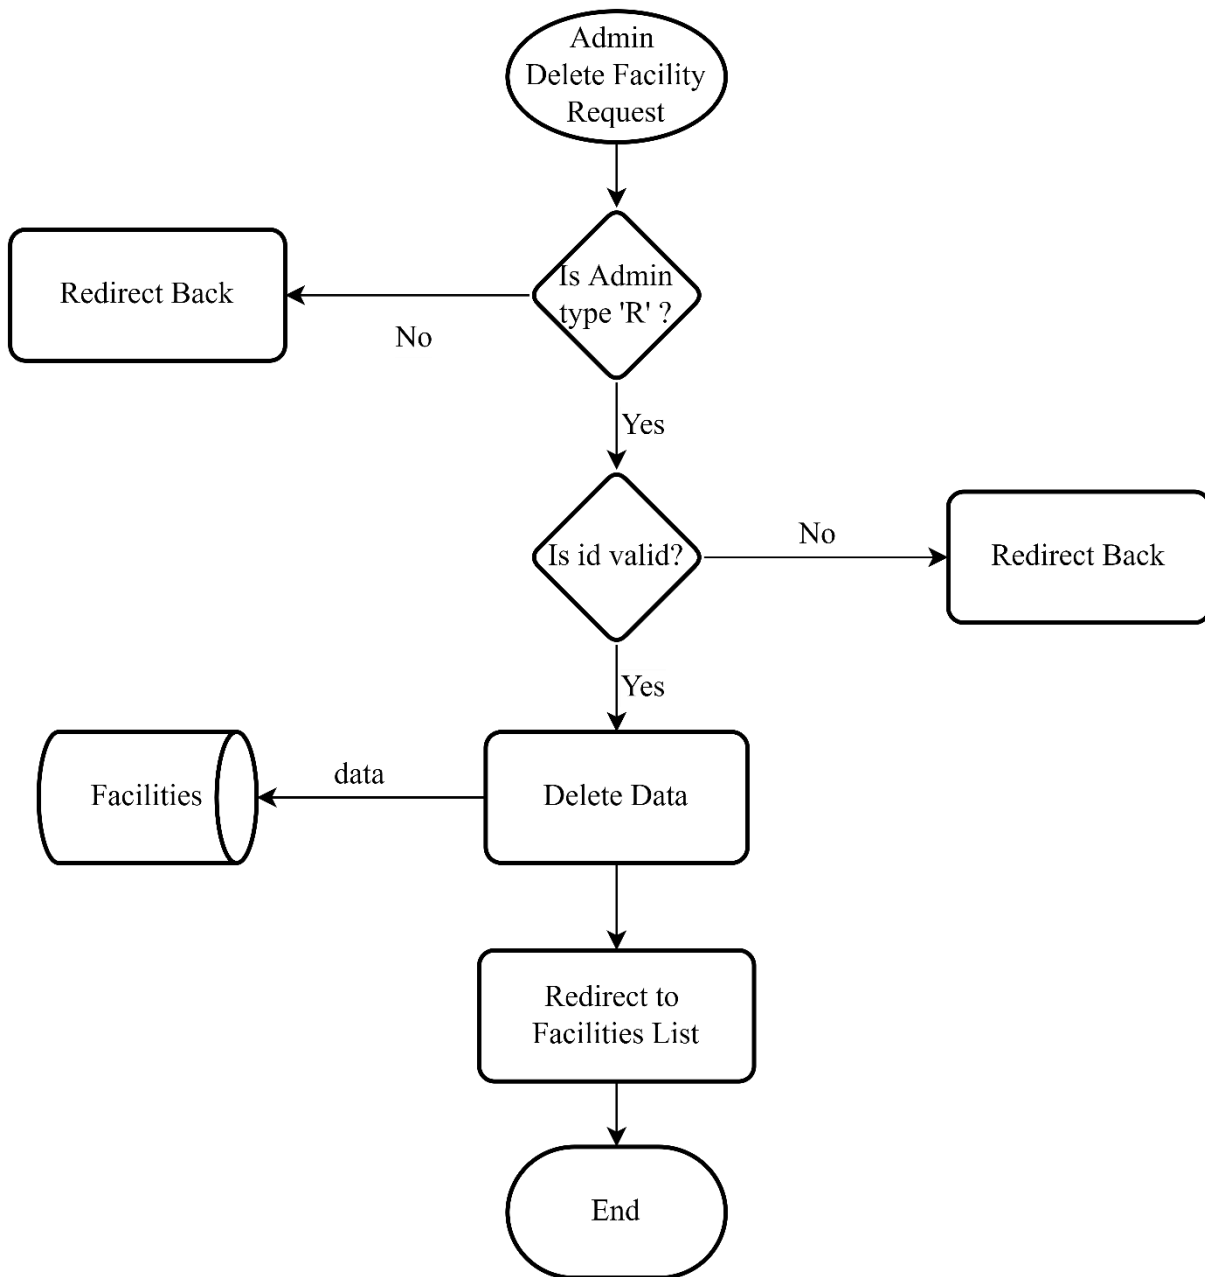 Admin
Delete Facility
Request
Is Admin
type 'R' ?
Redirect Back
No
Yes
Is id valid?
No
Redirect Back
Yes
Facilities
data
Delete Data
Redirect to
Facilities List
End